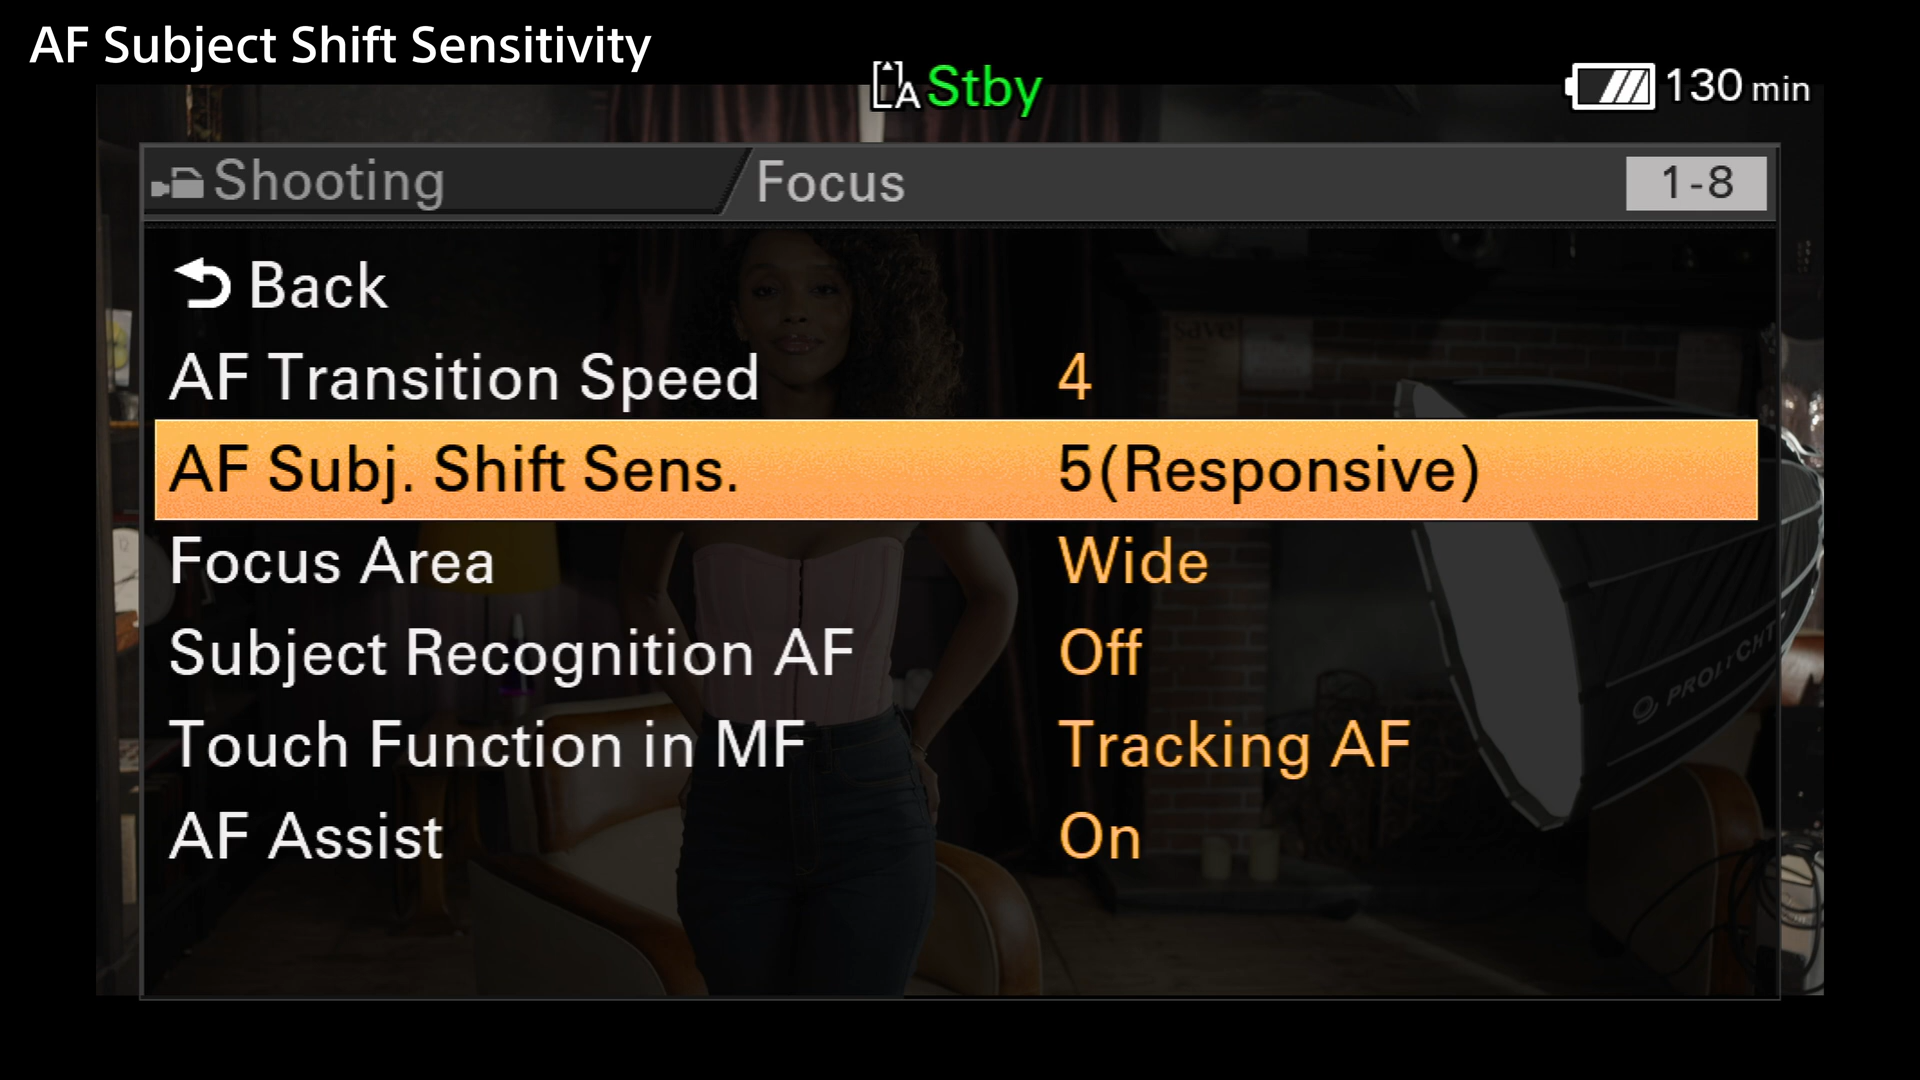 AF Subject Shift Sensitivity
A Stby
130 min
Shooting
Focus
1-8
Back
AF Transition Speed 4
AF Subj. Shift Sens. 5(Responsive)
Focus Area Wide
save
Subject Recognition AF Off
Touch Function in MF Tracking AF
AF Assist On